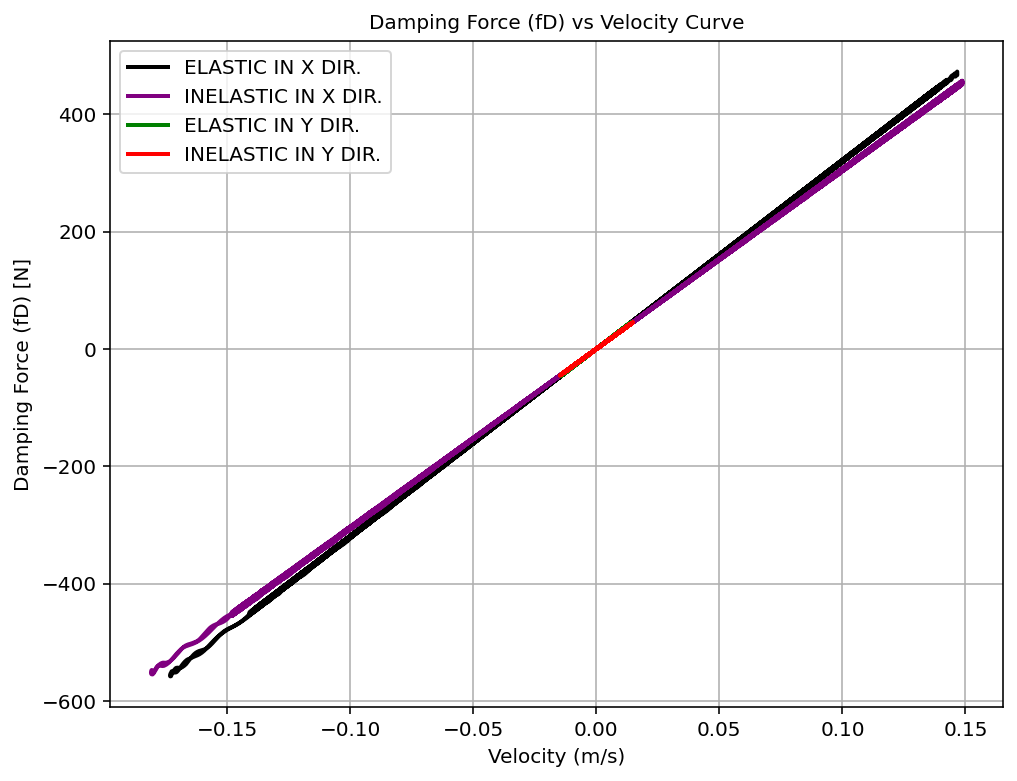 Damping Force (fD) vs Velocity Curve
ELASTIC IN X DIR.
INELASTIC IN X DIR.
ELASTIC IN Y DIR.
INELASTIC IN Y DIR.
400
200
0
−200
−400
−600
Damping Force (fD) [N]
−0.15 −0.10 −0.05 0.00 0.05 0.10 0.15
Velocity (m/s)